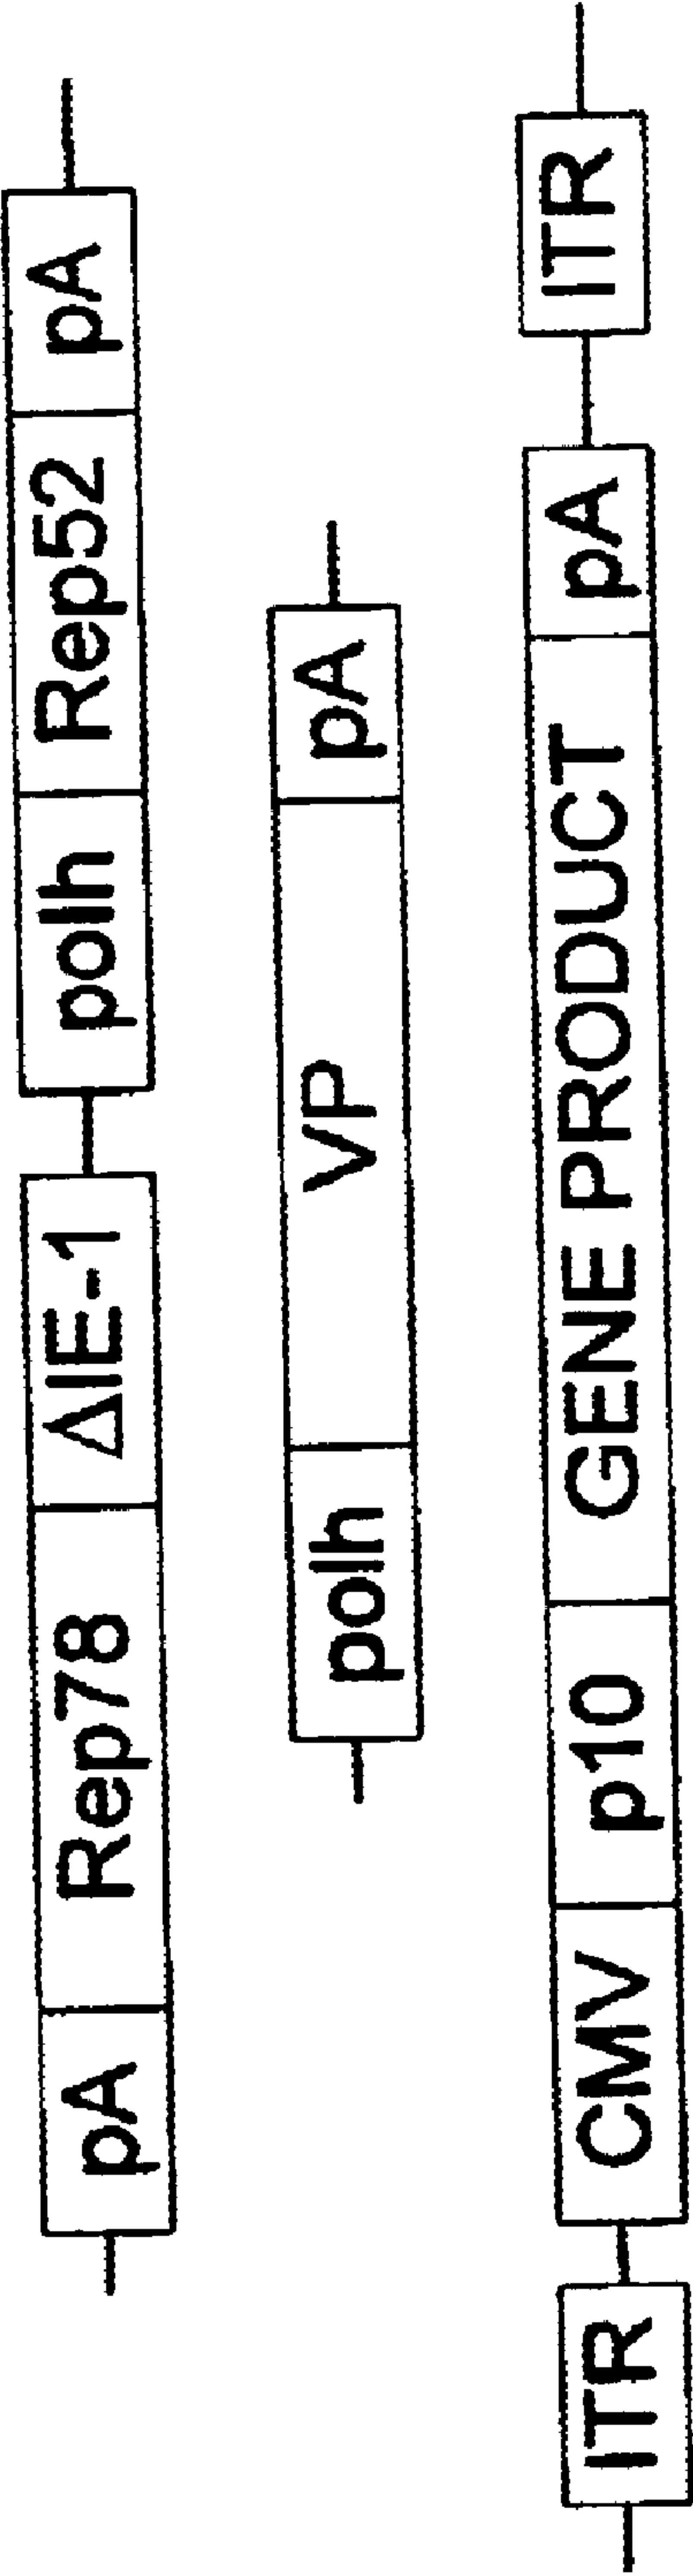 pA Rep78 ΔIE-1 polh Rep52 pA
polh VP pA
ITR CMV p10 GENE PRODUCT pA ITR